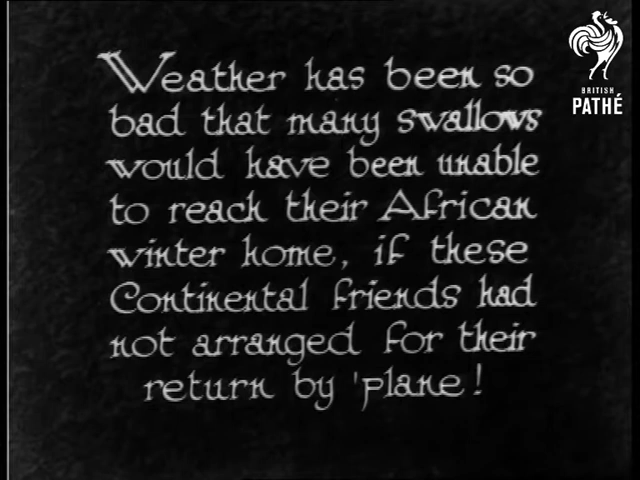 Weather has been so
bad that many swallows
would have been unable
to reach their African
winter home, if these
Continental friends had
not arranged for their
return by 'plane!
BRITISH
PATHÉ